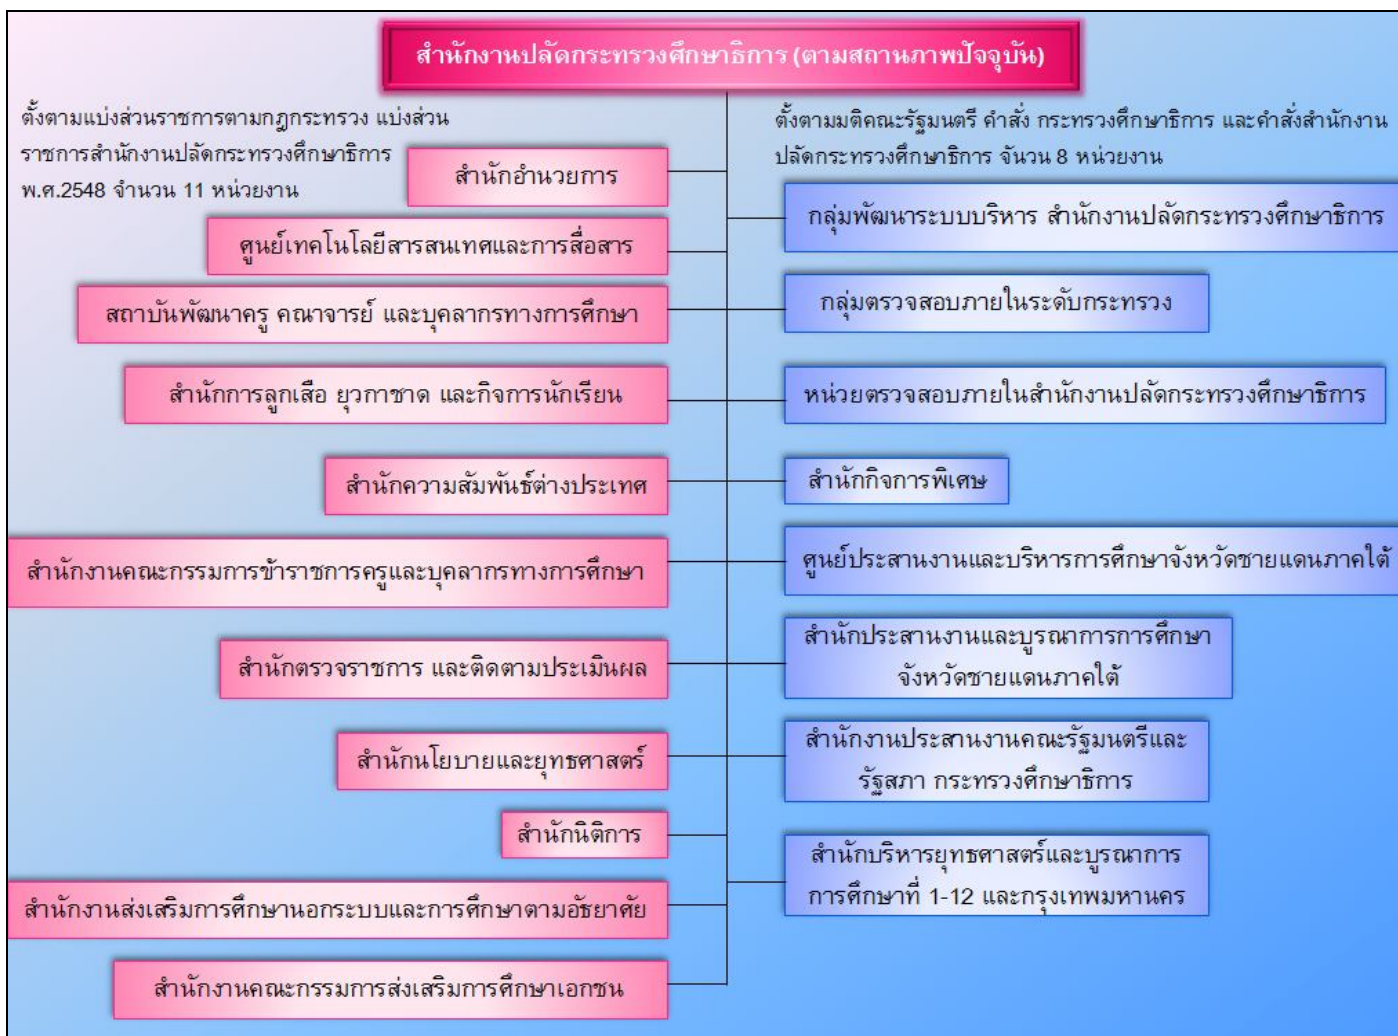 สำนักงานปลัดกระทรวงศึกษาธิการ (ตามสถานภาพปัจจุบัน)
ตั้งตามแบ่งส่วนราชการตามกฎกระทรวง แบ่งส่วน
ราชการสำนักงานปลัดกระทรวงศึกษาธิการ
พ.ศ.2548 จำนวน 11 หน่วยงาน
สำนักอำนวยการ
ศูนย์เทคโนโลยีสารสนเทศและการสื่อสาร
สถาบันพัฒนาครู คณาจารย์ และบุคลากรทางการศึกษา
สำนักการลูกเสือ ยุวกาชาด และกิจการนักเรียน
สำนักความสัมพันธ์ต่างประเทศ
สำนักงานคณะกรรมการข้าราชการครูและบุคลากรทางการศึกษา
สำนักตรวจราชการ และติดตามประเมินผล
สำนักนโยบายและยุทธศาสตร์
สำนักนิติการ
สำนักงานส่งเสริมการศึกษานอกระบบและการศึกษาตามอัธยาศัย
สำนักงานคณะกรรมการส่งเสริมการศึกษาเอกชน
ตั้งตามมติคณะรัฐมนตรี คำสั่ง กระทรวงศึกษาธิการ และคำสั่งสำนักงาน
ปลัดกระทรวงศึกษาธิการ จันวน 8 หน่วยงาน
กลุ่มพัฒนาระบบบริหาร สำนักงานปลัดกระทรวงศึกษาธิการ
กลุ่มตรวจสอบภายในระดับกระทรวง
หน่วยตรวจสอบภายในสำนักงานปลัดกระทรวงศึกษาธิการ
สำนักกิจการพิเศษ
ศูนย์ประสานงานและบริหารการศึกษาจังหวัดชายแดนภาคใต้
สำนักประสานงานและบูรณาการการศึกษา
จังหวัดชายแดนภาคใต้
สำนักงานประสานงานคณะรัฐมนตรีและ
รัฐสภา กระทรวงศึกษาธิการ
สำนักบริหารยุทธศาสตร์และบูรณาการ
การศึกษาที่ 1-12 และกรุงเทพมหานคร